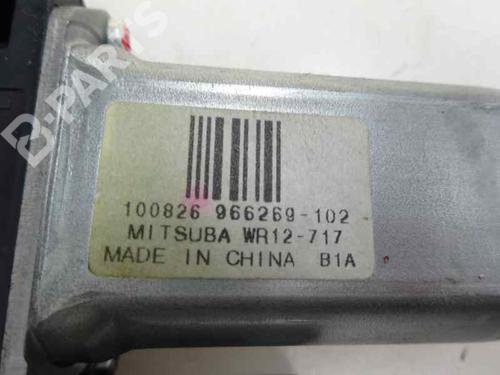 B-PARTS
100826 966269-102
MITSUBA WR12-717
MADE IN CHINA B1A